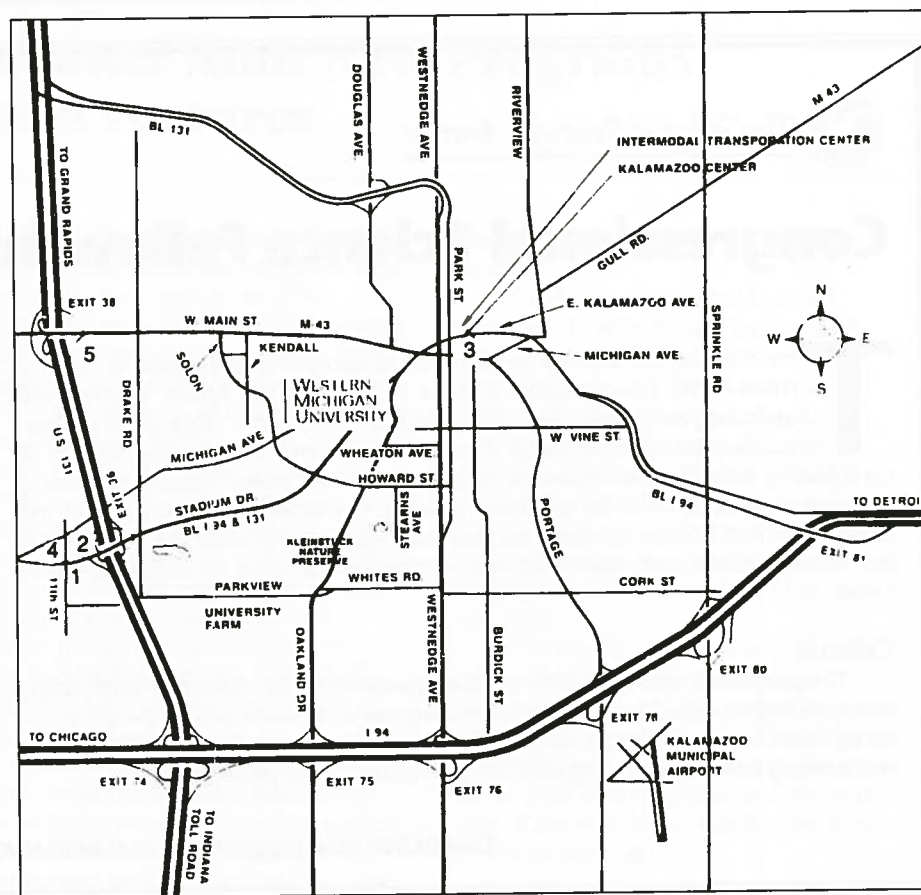 DOUGLAS AVE.
WESTNEDGE AVE
RIVERVIEW
M 43
BL 131
INTERMODAL TRANSPORATION CENTER
KALAMAZOO CENTER
TO GRAND RAPIDS
GULL RD.
PARK ST
EXIT 38
E. KALAMAZOO AVE
W. MAIN ST
M-43
N
W
E
S
5
KENDALL
3
MICHIGAN AVE
SPRINKLE RD
SOLON
WESTERN
MICHIGAN
UNIVERSITY
DRAKE RD
US 131
MICHIGAN AVE
W VINE ST
WHEATON AVE.
HOWARD ST
EXIT 36
STADIUM DR.
BL I 94 & 131
STEARNS
AVE
BL I 94
TO DETROI
PORTAGE
4
2
1
KLEINSTUCK
NATURE
PRESERVE
EXIT 81
11TH ST
PARKVIEW
WHITES RD.
CORK ST
UNIVERSITY
FARM
OAKLAND DR
WESTNEDGE AVE
BURDICK ST
EXIT 80
TO CHICAGO
I 94
EXIT 78
EXIT 74
EXIT 75
EXIT 76
KALAMAZOO
MUNICIPAL
AIRPORT
TO INDIANA
TOLL ROAD